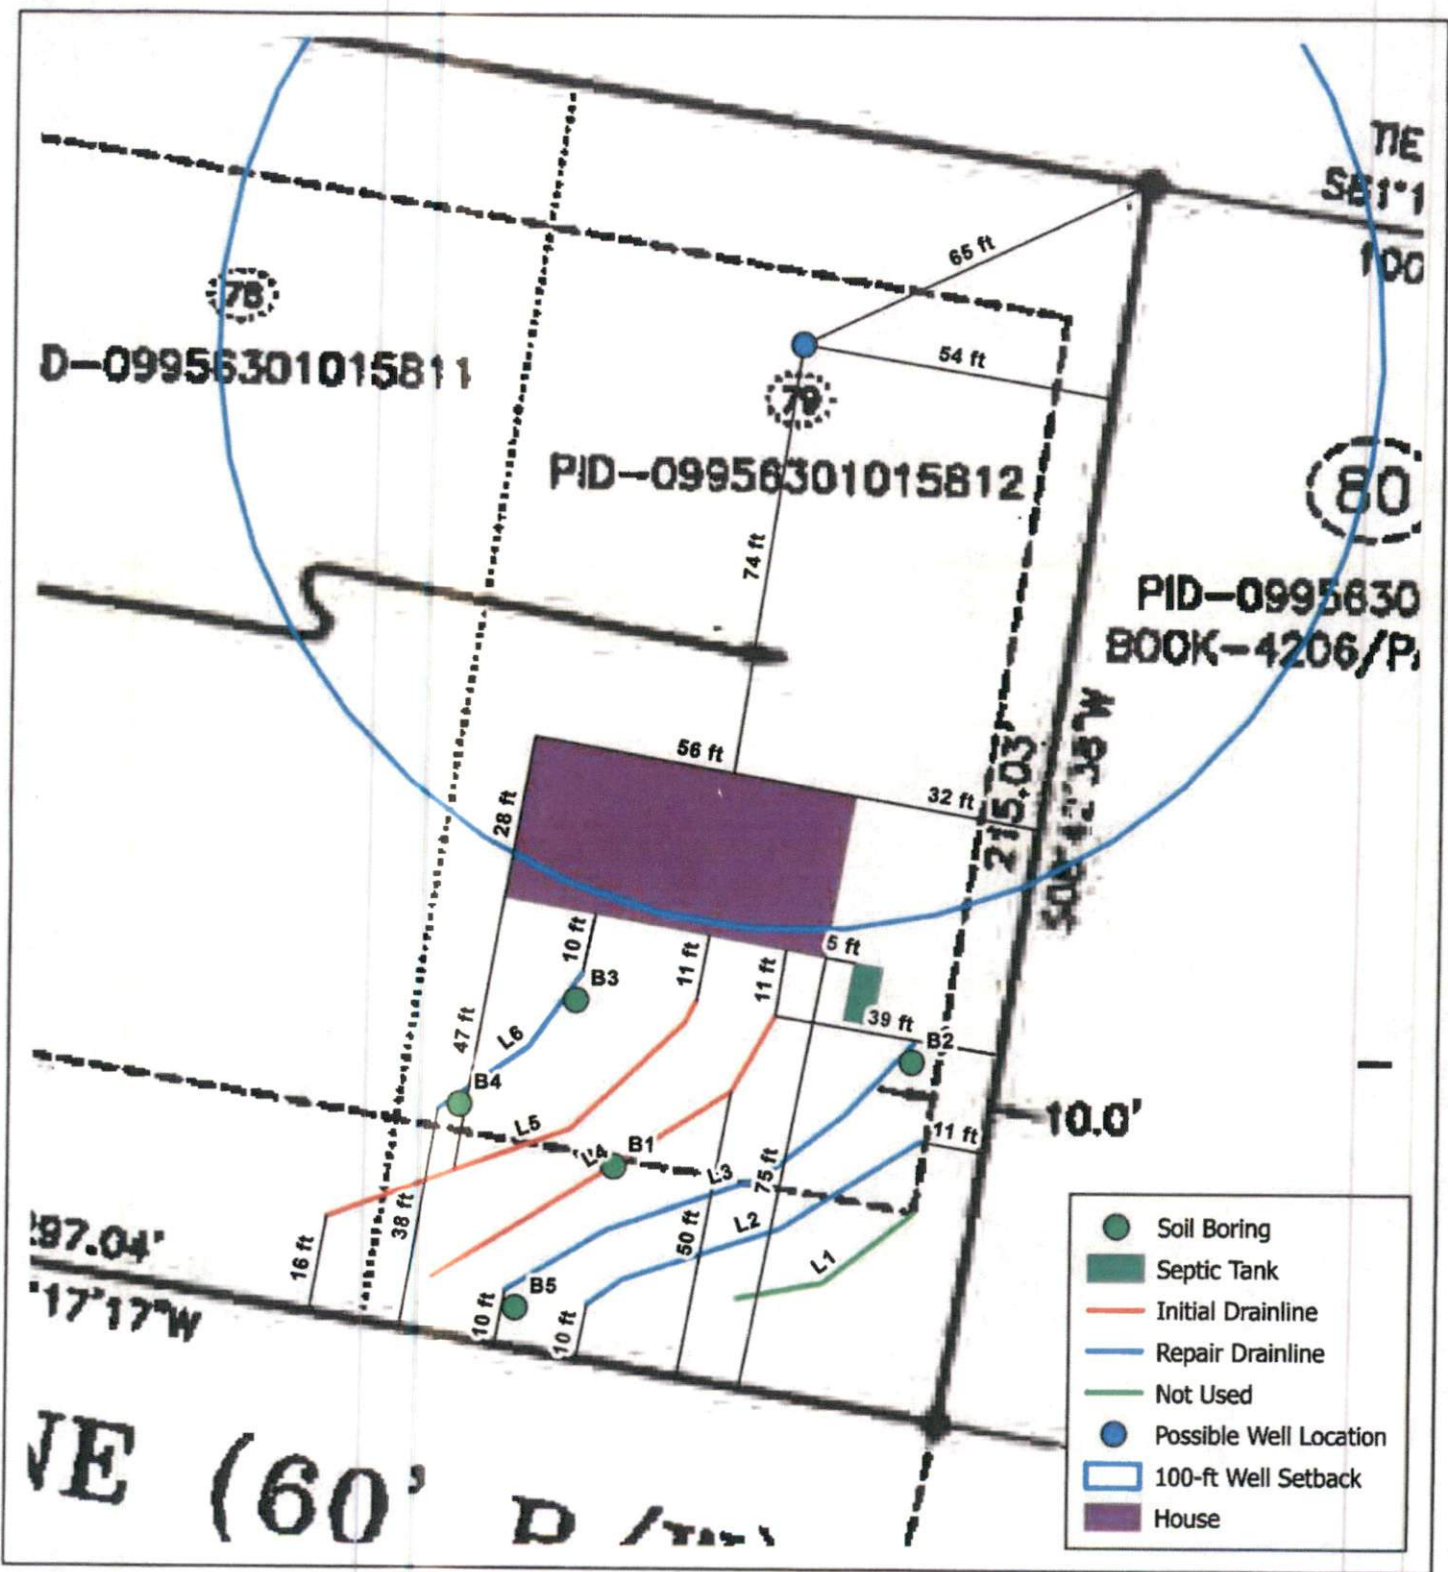 TIE
100
65 ft
78
54 ft
D-09956301015811
79
PID-09956301015812
80
74 ft
PID-0995630
BOOK-4206/P
56 ft
32 ft
215.03'
28 ft
5 ft
10 ft
11 ft
11 ft
B3
39 ft
B2
47 ft
L6
B4
10.0'
L5
L4
B1
11 ft
L3
75 ft
38 ft
L2
50 ft
297.04'
16 ft
L1
B5
10 ft
10 ft
°17'17"W
NE (60' R/W)
Soil Boring
Septic Tank
Initial Drainline
Repair Drainline
Not Used
Possible Well Location
100-ft Well Setback
House